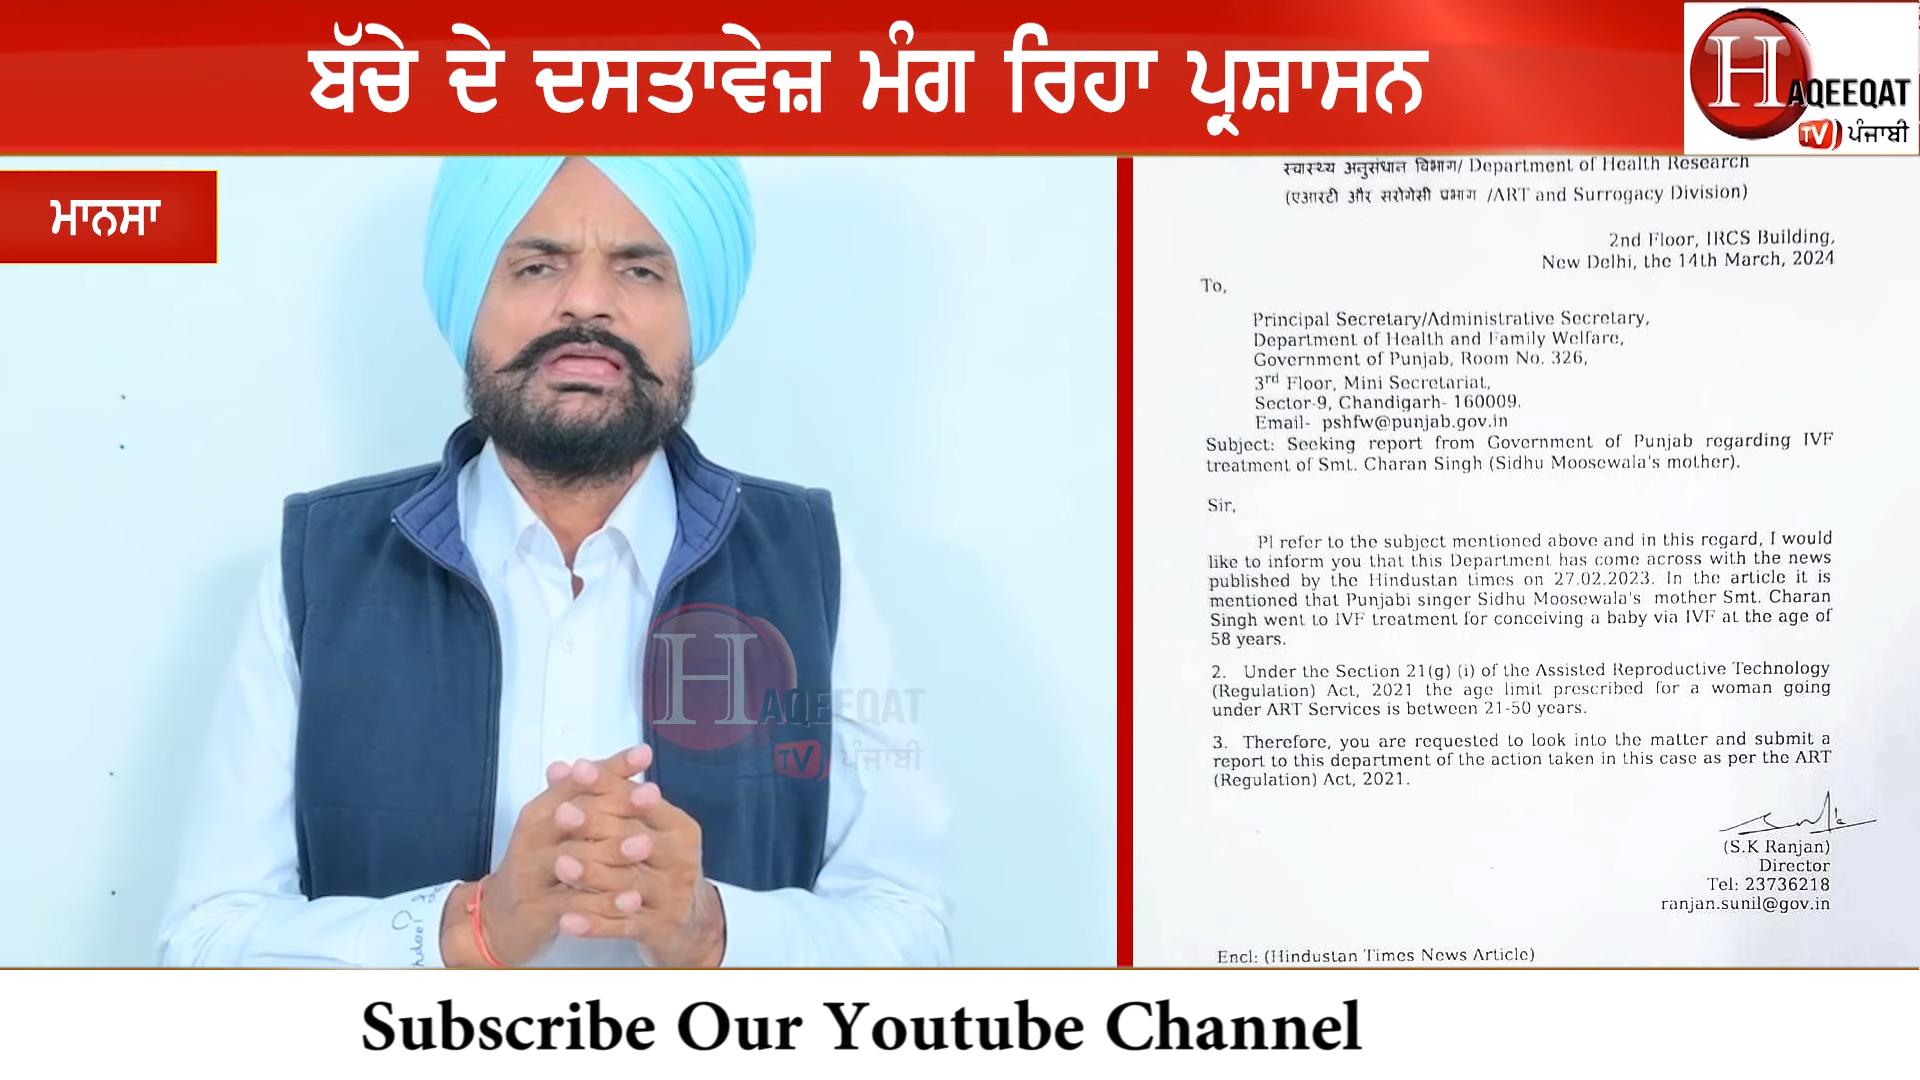 ਬੱਚੇ ਦੇ ਦਸਤਾਵੇਜ਼ ਮੰਗ ਰਿਹਾ ਪ੍ਰਸ਼ਾਸਨ
HAQEEQAT
TV ਪੰਜਾਬੀ
ਮਾਨਸਾ
स्वास्थ्य अनुसंधान विभाग/ Department of Health Research
(एआरटी और सरोगेसी प्रभाग /ART and Surrogacy Division)
2nd Floor, IRCS Building,
New Delhi, the 14th March, 2024
To,
Principal Secretary/Administrative Secretary,
Department of Health and Family Welfare,
Government of Punjab, Room No. 326,
3rd Floor, Mini Secretariat,
Sector-9, Chandigarh- 160009.
Email- pshfw@punjab.gov.in
Subject: Seeking report from Government of Punjab regarding IVF
treatment of Smt. Charan Singh (Sidhu Moosewala's mother).
Sir,
Pl refer to the subject mentioned above and in this regard, I would
like to inform you that this Department has come across with the news
published by the Hindustan times on 27.02.2023. In the article it is
mentioned that Punjabi singer Sidhu Moosewala's mother Smt. Charan
Singh went to IVF treatment for conceiving a baby via IVF at the age of
58 years.
2. Under the Section 21(g) (i) of the Assisted Reproductive Technology
(Regulation) Act, 2021 the age limit prescribed for a woman going
under ART Services is between 21-50 years.
3. Therefore, you are requested to look into the matter and submit a
report to this department of the action taken in this case as per the ART
(Regulation) Act, 2021.
(S.K Ranjan)
Director
Tel: 23736218
ranjan.sunil@gov.in
Encl: (Hindustan Times News Article)
HAQEEQAT
TV ਪੰਜਾਬੀ
Subscribe Our Youtube Channel